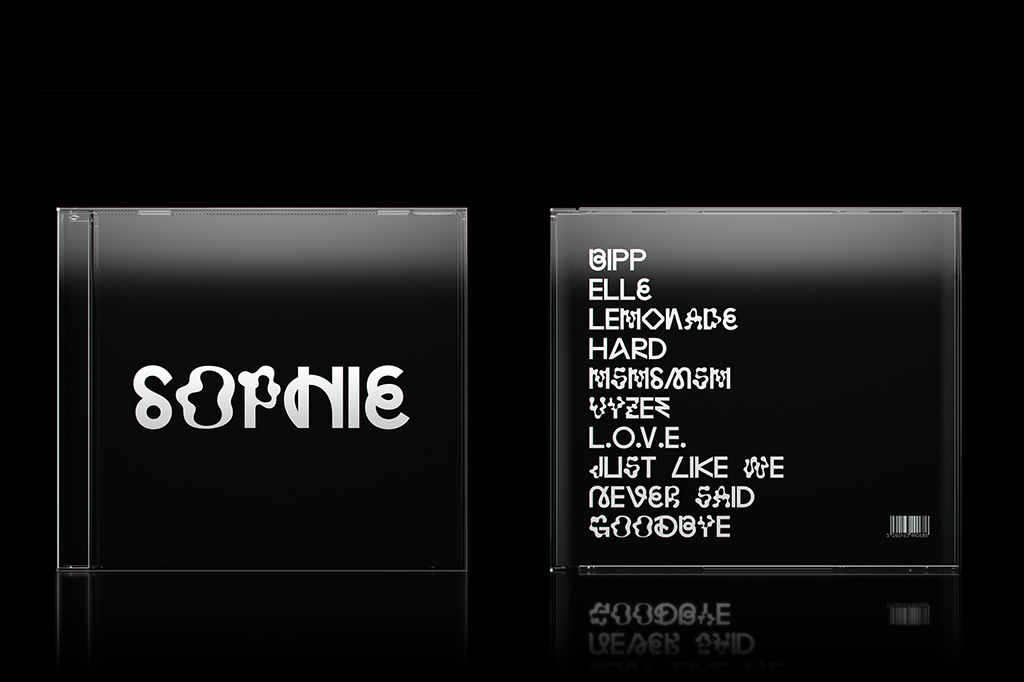 SOPHIE
BIPP
ELLE
LEMONADE
HARD
MSMSMSM
VYZEE
L.O.V.E.
JUST LIKE WE
NEVER SAID
GOODBYE